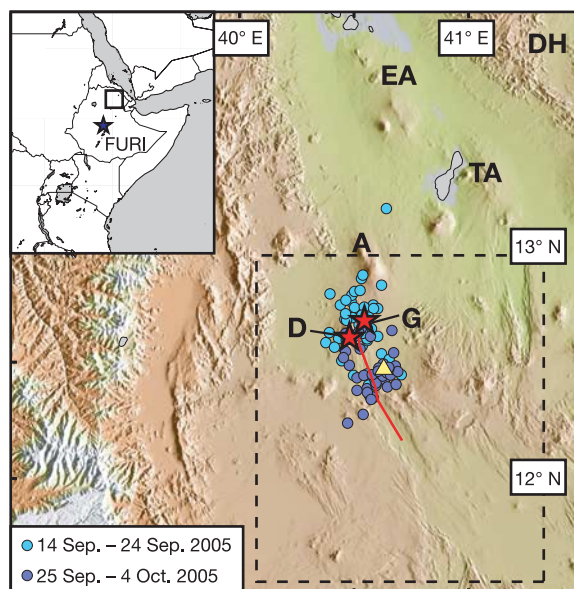 40° E
41° E
DH
EA
FURI
TA
A
13° N
G
D
12° N
14 Sep. – 24 Sep. 2005
25 Sep. – 4 Oct. 2005